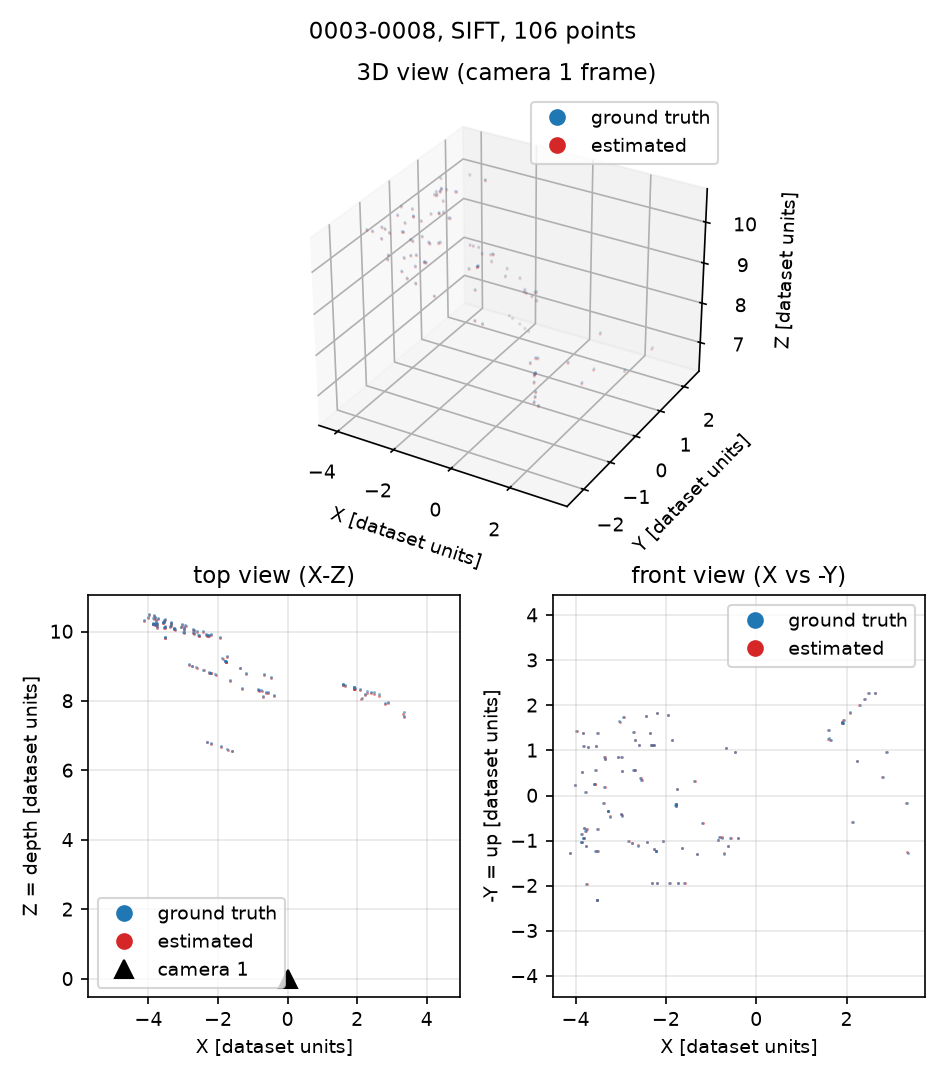 0003-0008, SIFT, 106 points
3D view (camera 1 frame)
ground truth
estimated
10
9
8
7
Z [dataset units]
2
1
0
−1
−2
Y [dataset units]
−4
−2
0
2
X [dataset units]
top view (X-Z)
10
8
6
4
2
0
Z = depth [dataset units]
ground truth
estimated
camera 1
−4
−2
0
2
4
X [dataset units]
front view (X vs -Y)
ground truth
estimated
4
3
2
1
0
−1
−2
−3
−4
-Y = up [dataset units]
−4
−2
0
2
X [dataset units]